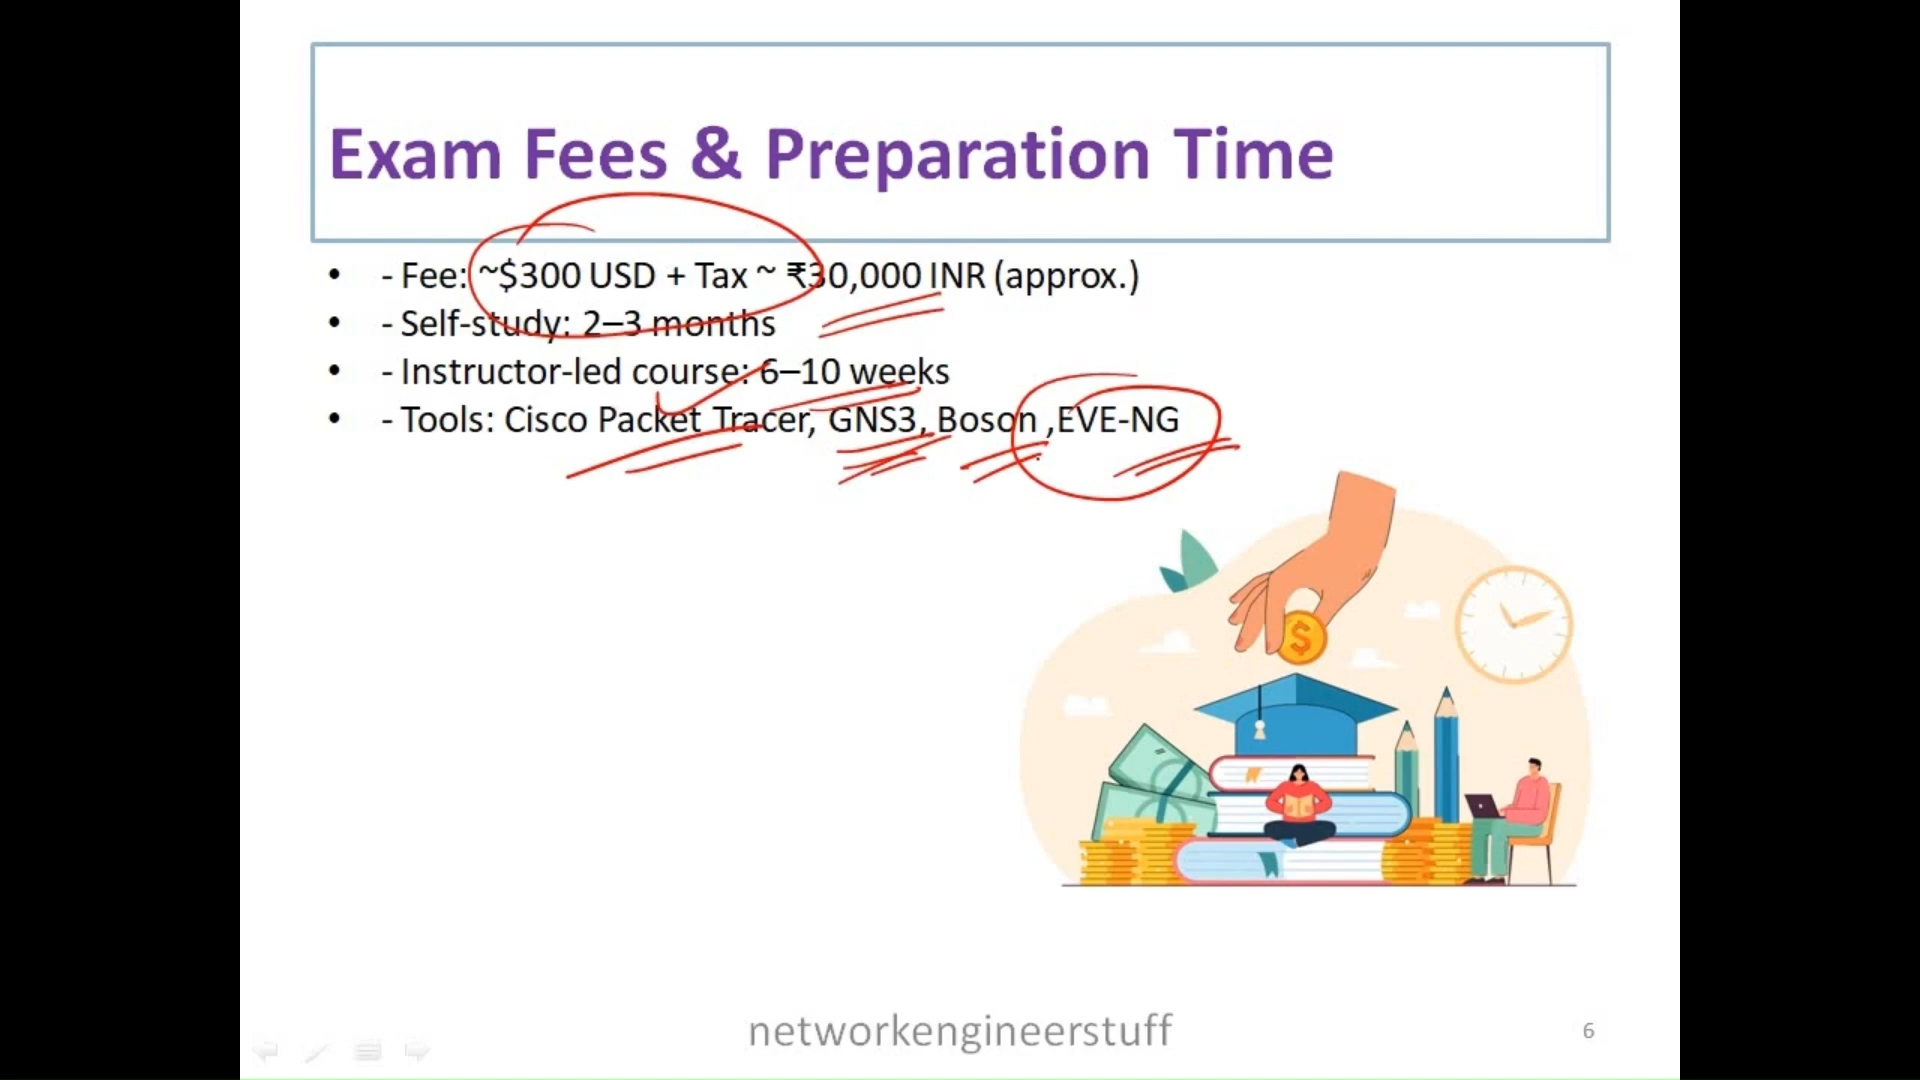 Exam Fees & Preparation Time
• - Fee: ~$300 USD + Tax ~ ₹30,000 INR (approx.)
• - Self-study: 2–3 months
• - Instructor-led course: 6–10 weeks
• - Tools: Cisco Packet Tracer, GNS3, Boson ,EVE-NG
$
networkengineerstuff
6